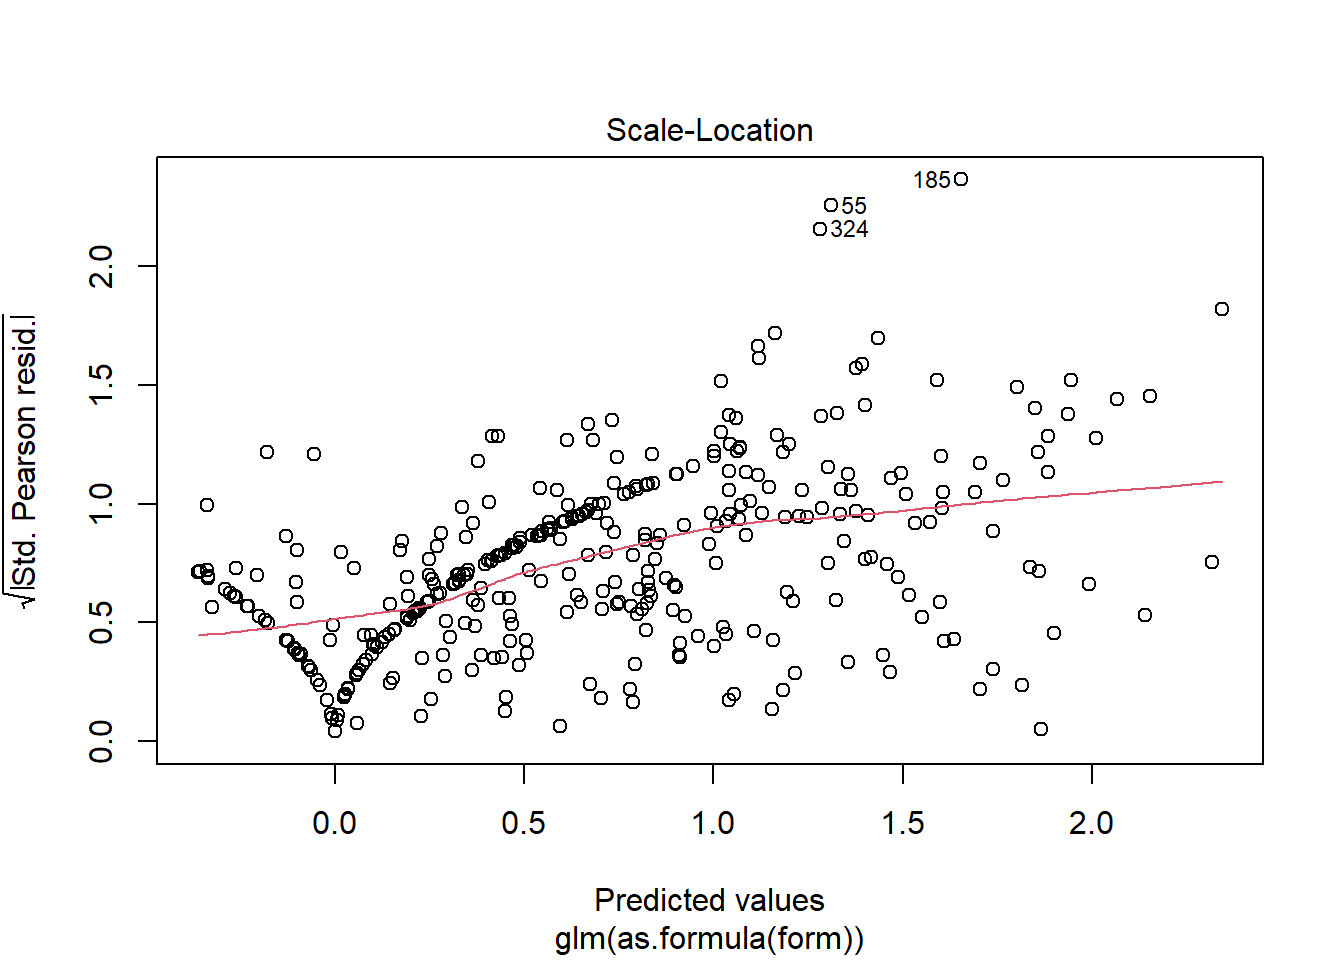 Scale-Location
185
55
324
√|Std. Pearson resid.|
2.0
1.5
1.0
0.5
0.0
0.0 0.5 1.0 1.5 2.0
Predicted values
glm(as.formula(form))